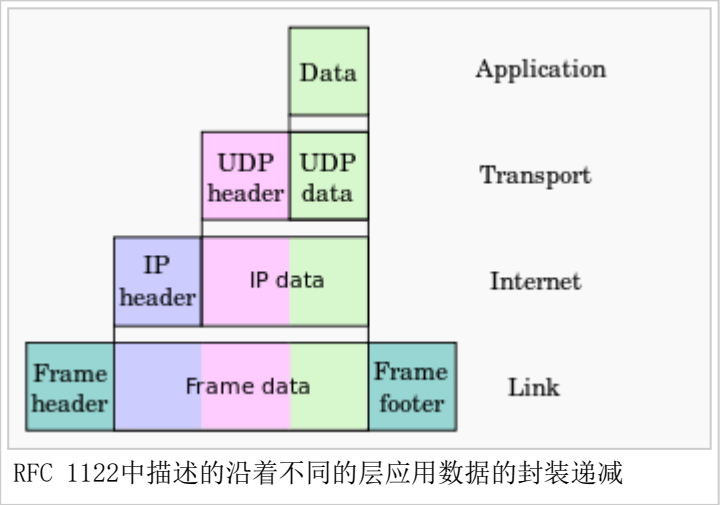 Data
Application
UDP
header
UDP
data
Transport
IP
header
IP data
Internet
Frame
header
Frame data
Frame
footer
Link
RFC 1122中描述的沿着不同的层应用数据的封装递减